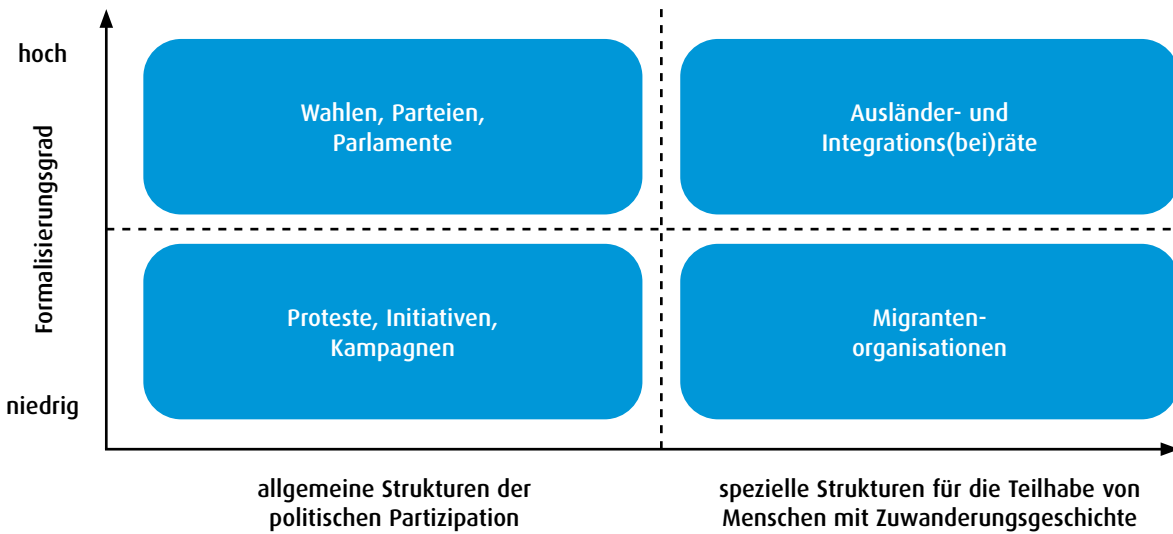 hoch
Formalisierungsgrad
niedrig
Wahlen, Parteien,
Parlamente
Ausländer- und
Integrations(bei)räte
Proteste, Initiativen,
Kampagnen
Migranten-
organisationen
allgemeine Strukturen der
politischen Partizipation
spezielle Strukturen für die Teilhabe von
Menschen mit Zuwanderungsgeschichte